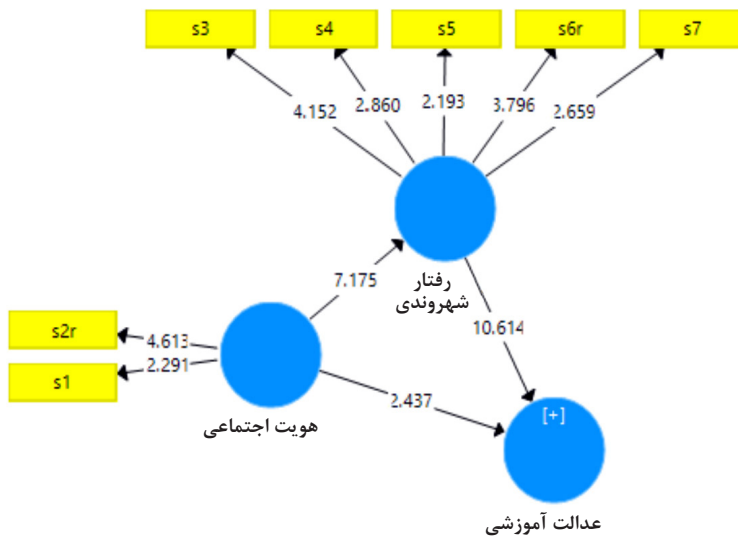 s3
s4
s5
s6r
s7
4.152
2.860
2.193
3.796
2.659
رفتار
شهروندی
7.175
10.614
s2r
4.613
s1
2.291
2.437
هویت اجتماعی
[+]
عدالت آموزشی